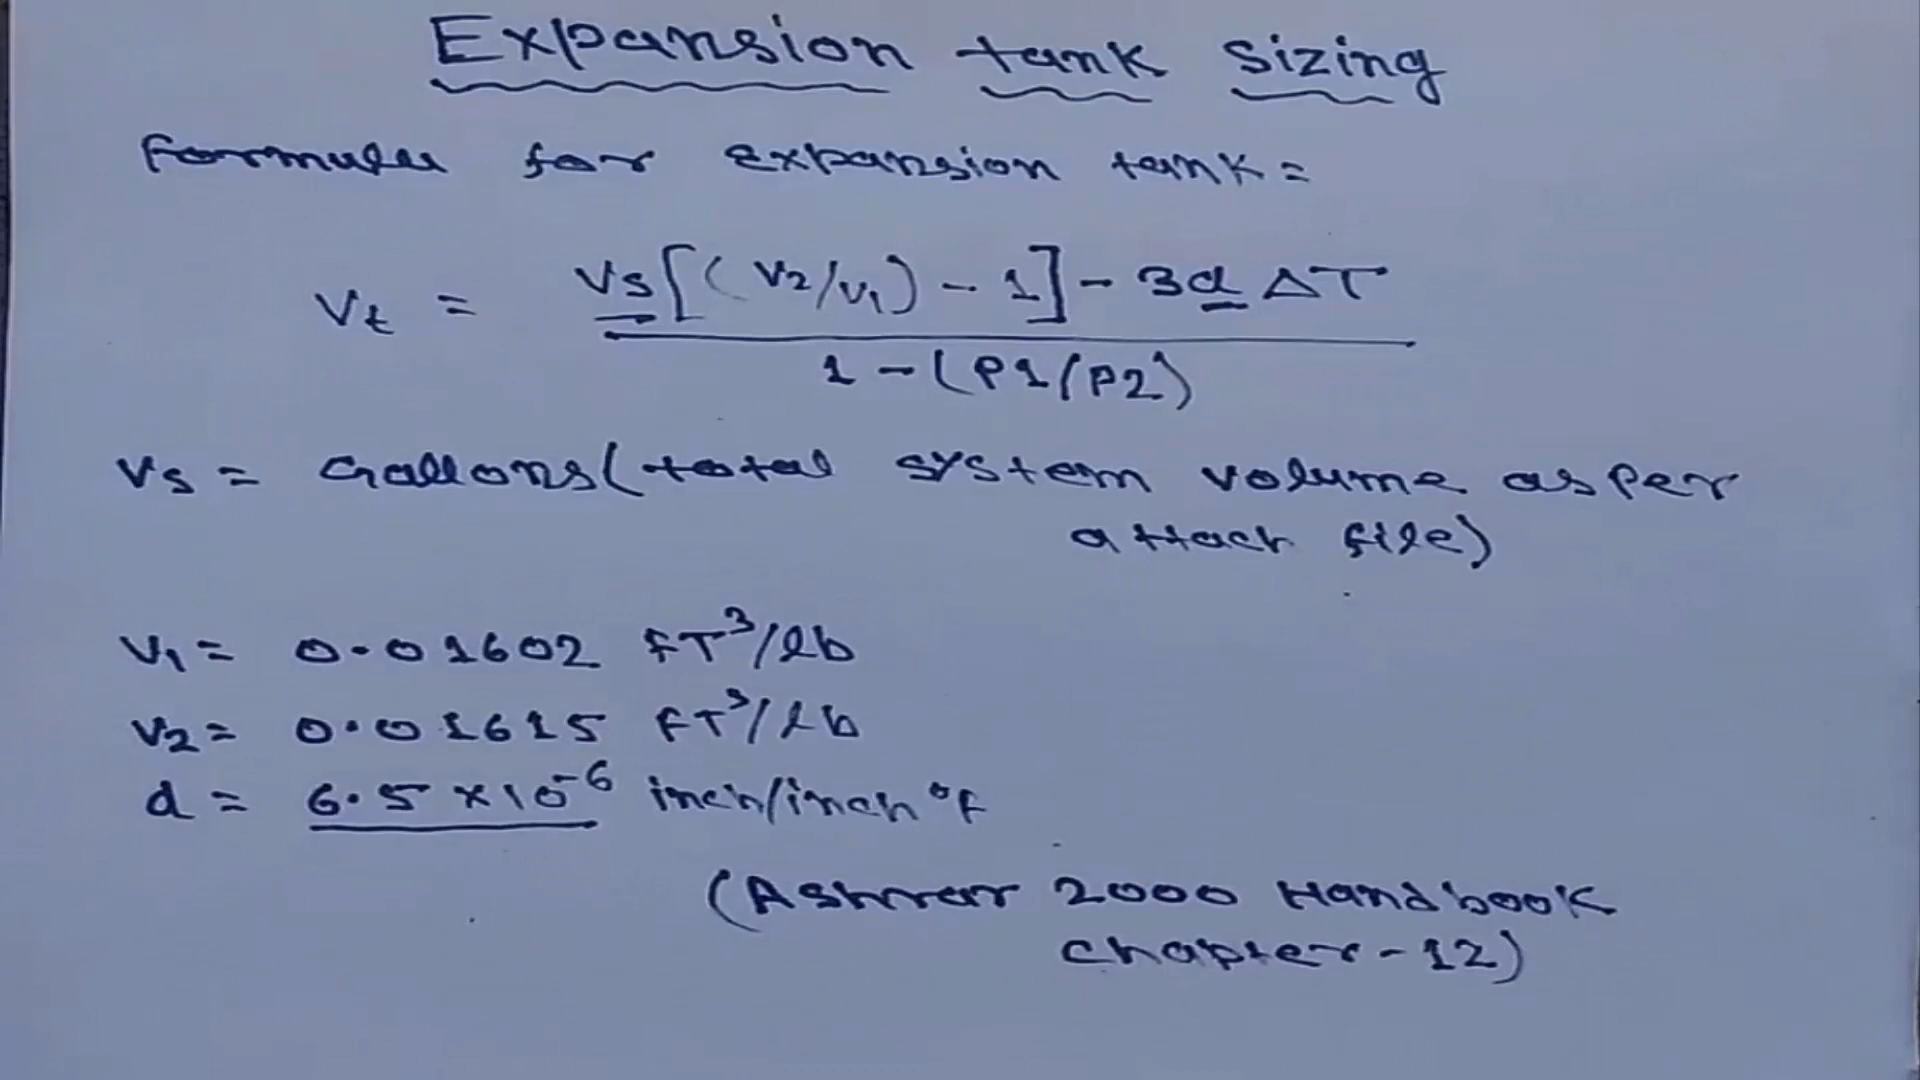 Expansion tank sizing
Formula for expansion tank=
Vt = Vs[(V2/V1) - 1] - 3αΔT
1 - (P1/P2)
Vs = Gallons (total system volume as per
attach file)
V1 = 0.01602 FT³/lb
V2 = 0.01615 FT³/lb
α = 6.5 x 10⁻⁶ inch/inch °F
(Ashrae 2000 Handbook
chapter-12)